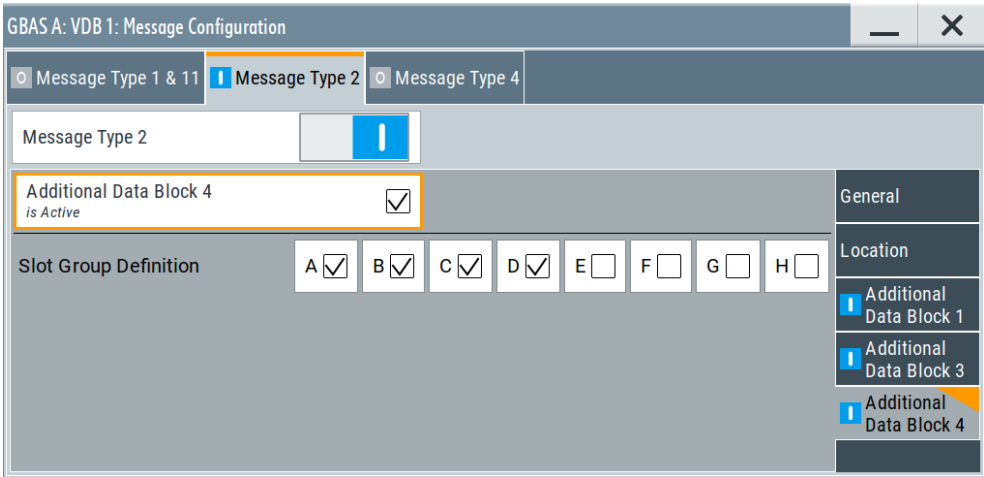 GBAS A: VDB 1: Message Configuration
O Message Type 1 & 11 I Message Type 2 O Message Type 4
Message Type 2
I
Additional Data Block 4
is Active
Slot Group Definition A B C D E F G H
General
Location
I Additional
Data Block 1
I Additional
Data Block 3
I Additional
Data Block 4